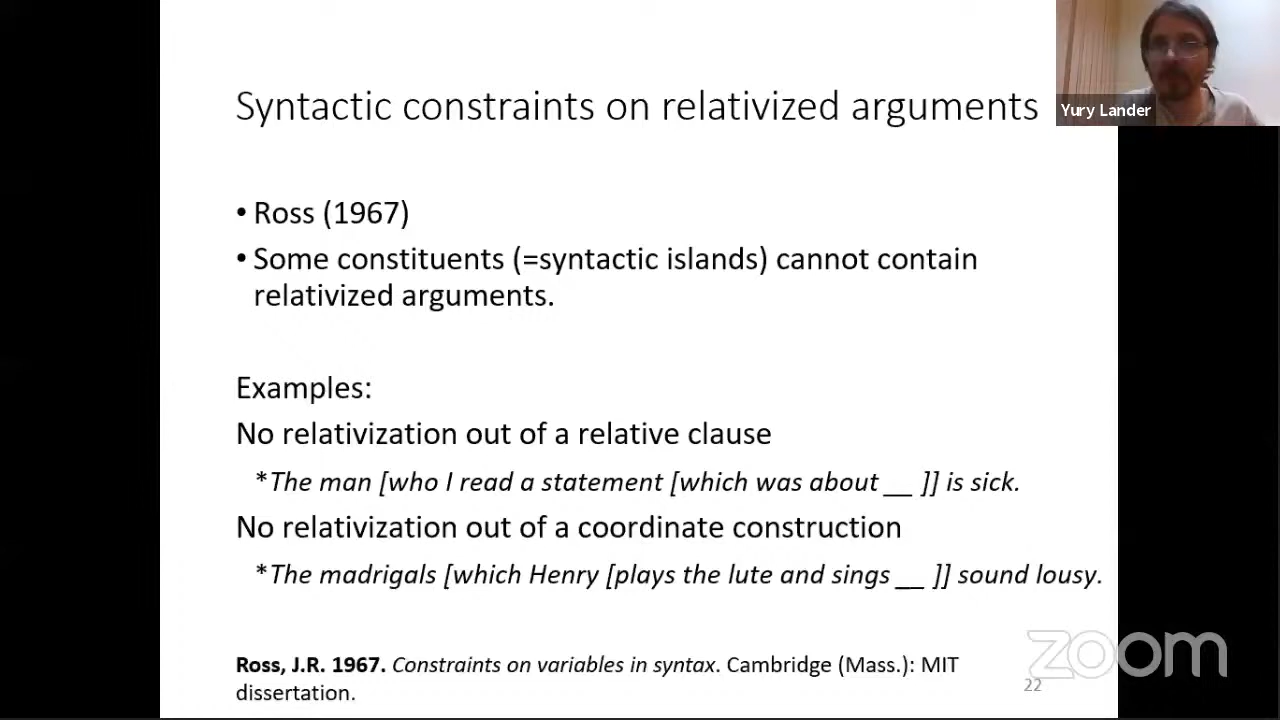 Syntactic constraints on relativized arguments
Yury Lander
• Ross (1967)
• Some constituents (=syntactic islands) cannot contain
relativized arguments.
Examples:
No relativization out of a relative clause
*The man [who I read a statement [which was about __ ]] is sick.
No relativization out of a coordinate construction
*The madrigals [which Henry [plays the lute and sings __ ]] sound lousy.
Ross, J.R. 1967. Constraints on variables in syntax. Cambridge (Mass.): MIT
dissertation.
22
zoom